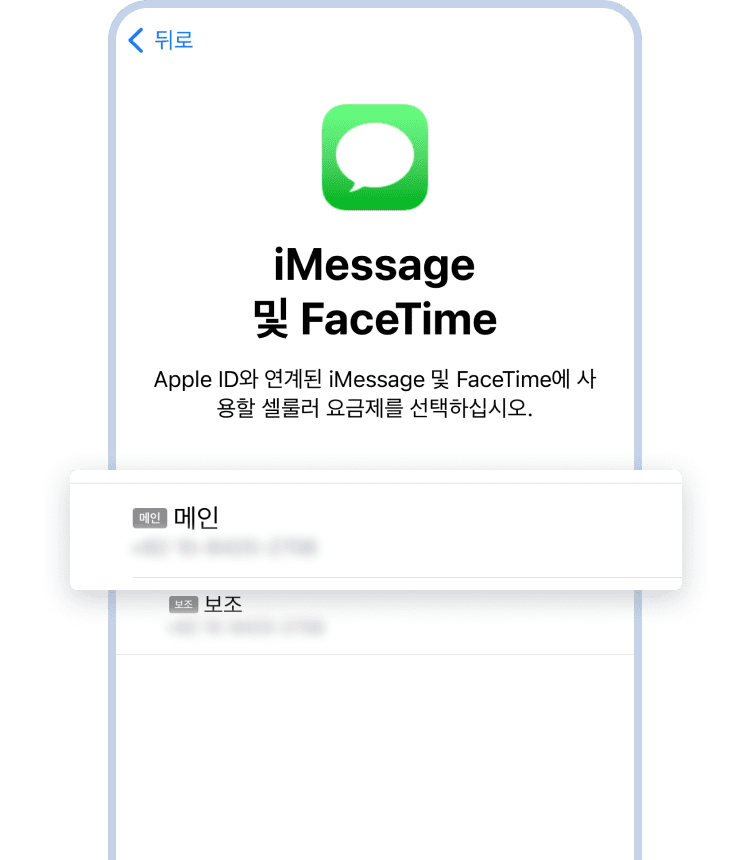 뒤로
iMessage
및 FaceTime
Apple ID와 연계된 iMessage 및 FaceTime에 사
용할 셀룰러 요금제를 선택하십시오.
메인 메인
보조 보조